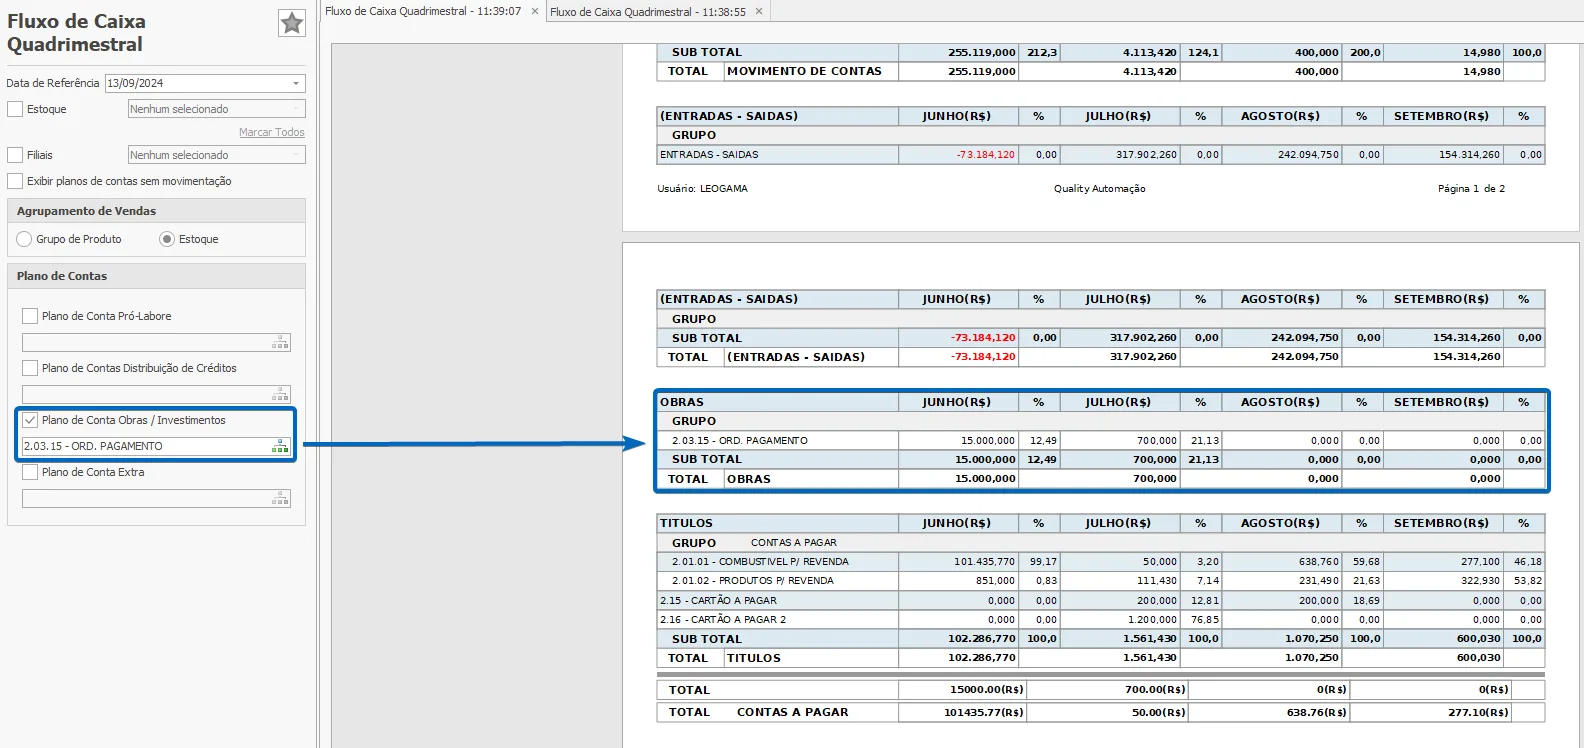 Fluxo de Caixa Quadrimestral - 11:39:07 × Fluxo de Caixa Quadrimestral - 11:38:55 ×
Fluxo de Caixa
Quadrimestral
Data de Referência 13/09/2024
Estoque Nenhum selecionado
Marcar Todos
Filiais Nenhum selecionado
Exibir planos de contas sem movimentação
Agrupamento de Vendas
Grupo de Produto Estoque
Plano de Contas
Plano de Conta Pró-Labore
Plano de Contas Distribuição de Créditos
Plano de Conta Obras / Investimentos
2.03.15 - ORD. PAGAMENTO
Plano de Conta Extra
SUB TOTAL 255.119,000 212,3 4.113,420 124,1 400,000 200,0 14,980 100,0
TOTAL MOVIMENTO DE CONTAS 255.119,000 4.113,420 400,000 14,980
(ENTRADAS - SAIDAS) JUNHO(R$) % JULHO(R$) % AGOSTO(R$) % SETEMBRO(R$) %
GRUPO
ENTRADAS - SAIDAS -73.184,120 0,00 317.902,260 0,00 242.094,750 0,00 154.314,260 0,00
Usuário: LEOGAMA Quality Automação Página 1 de 2
(ENTRADAS - SAIDAS) JUNHO(R$) % JULHO(R$) % AGOSTO(R$) % SETEMBRO(R$) %
GRUPO
SUB TOTAL -73.184,120 0,00 317.902,260 0,00 242.094,750 0,00 154.314,260 0,00
TOTAL (ENTRADAS - SAIDAS) -73.184,120 317.902,260 242.094,750 154.314,260
OBRAS JUNHO(R$) % JULHO(R$) % AGOSTO(R$) % SETEMBRO(R$) %
GRUPO
2.03.15 - ORD. PAGAMENTO 15.000,000 12,49 700,000 21,13 0,000 0,00 0,000 0,00
SUB TOTAL 15.000,000 12,49 700,000 21,13 0,000 0,00 0,000 0,00
TOTAL OBRAS 15.000,000 700,000 0,000 0,000
TITULOS JUNHO(R$) % JULHO(R$) % AGOSTO(R$) % SETEMBRO(R$) %
GRUPO CONTAS A PAGAR
2.01.01 - COMBUSTIVEL P/ REVENDA 101.435,770 99,17 50,000 3,20 638,760 59,68 277,100 46,18
2.01.02 - PRODUTOS P/ REVENDA 851,000 0,83 111,430 7,14 231,490 21,63 322,930 53,82
2.15 - CARTÃO A PAGAR 0,000 0,00 200,000 12,81 200,000 18,69 0,000 0,00
2.16 - CARTÃO A PAGAR 2 0,000 0,00 1.200,000 76,85 0,000 0,00 0,000 0,00
SUB TOTAL 102.286,770 100,0 1.561,430 100,0 1.070,250 100,0 600,030 100,0
TOTAL TITULOS 102.286,770 1.561,430 1.070,250 600,030
TOTAL 15000.00(R$) 700.00(R$) 0(R$) 0(R$)
TOTAL CONTAS A PAGAR 101435.77(R$) 50.00(R$) 638.76(R$) 277.10(R$)